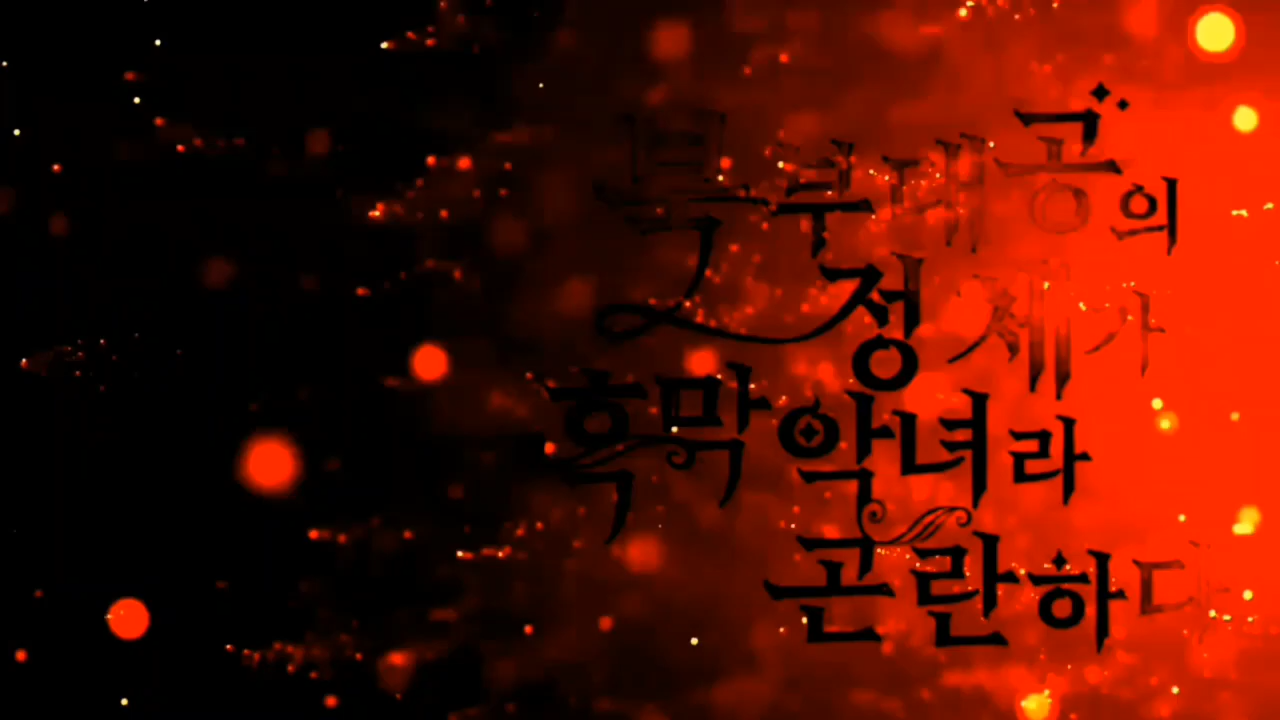 북부대공의
정체가
흑막악녀라
곤란하다